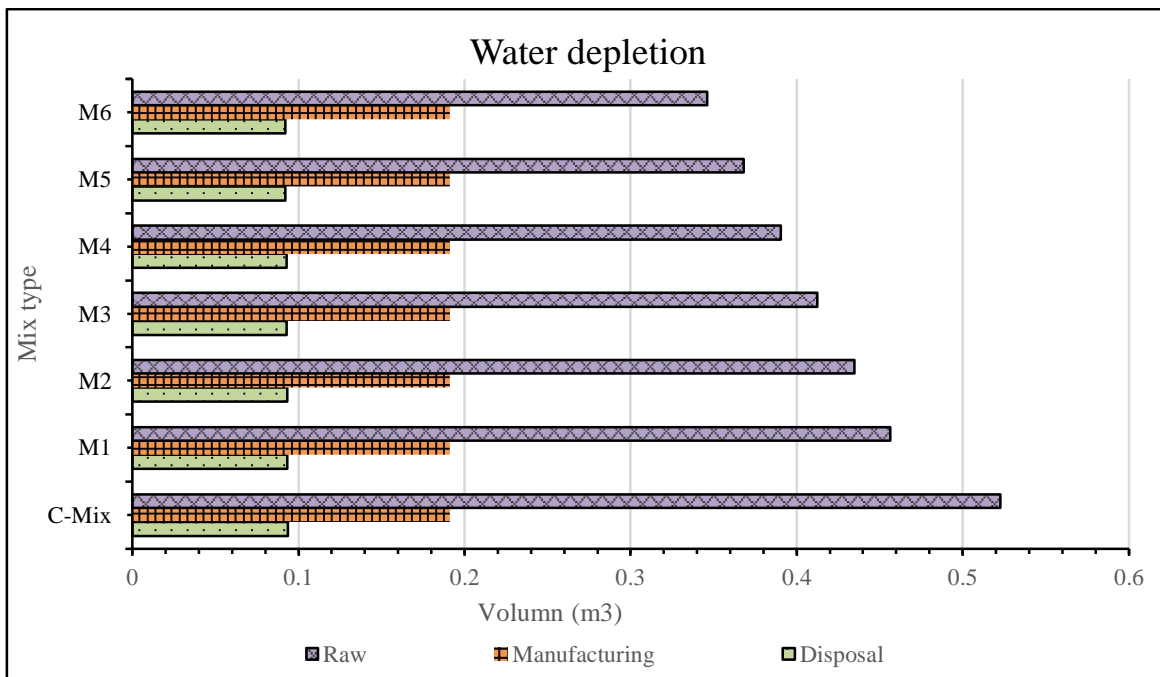 Water depletion
Mix type
M6
M5
M4
M3
M2
M1
C-Mix
0 0.1 0.2 0.3 0.4 0.5 0.6
Volumn (m3)
Raw Manufacturing Disposal